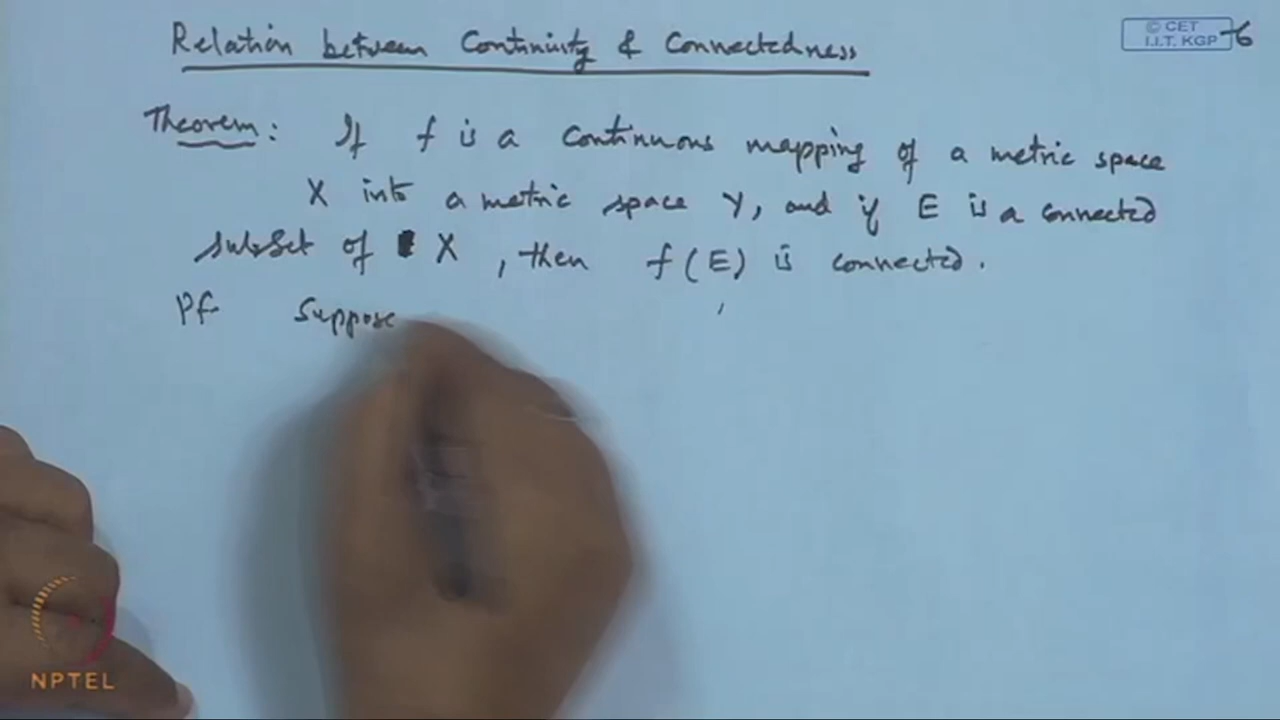 Relation between Continuity & Connectedness
© CET
I.I.T. KGP
6
Theorem: If f is a continuous mapping of a metric space
X into a metric space Y, and if E is a connected
subset of X, then f(E) is connected.
Pf. Suppose
NPTEL